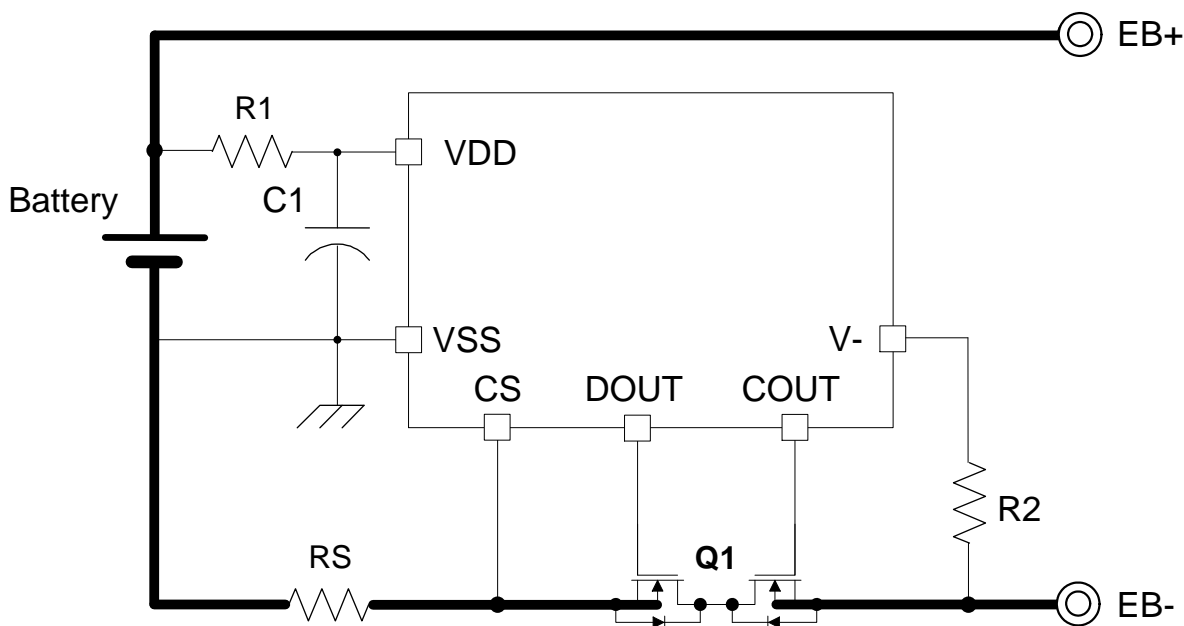 EB+
R1
VDD
Battery
C1
VSS
V-
CS
DOUT
COUT
R2
RS
Q1
EB-